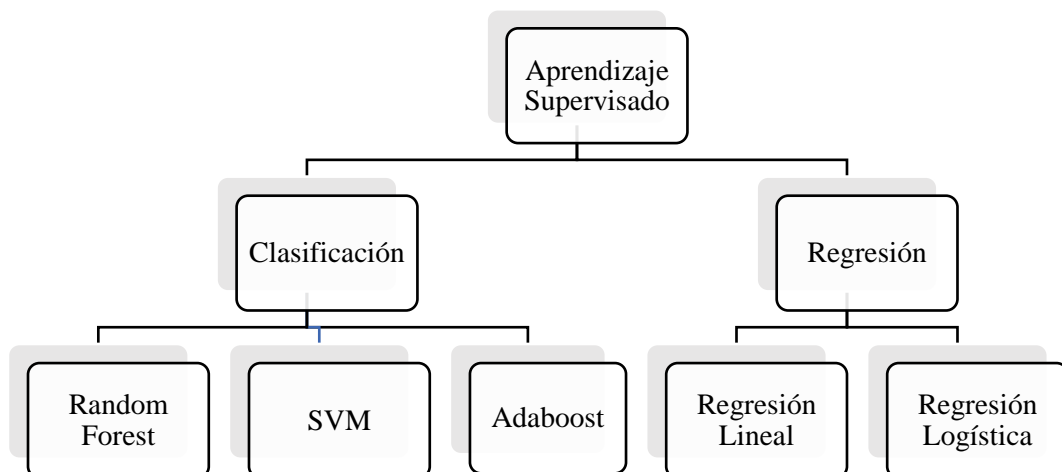 Aprendizaje
Supervisado
Clasificación
Regresión
Random
Forest
SVM
Adaboost
Regresión
Lineal
Regresión
Logística